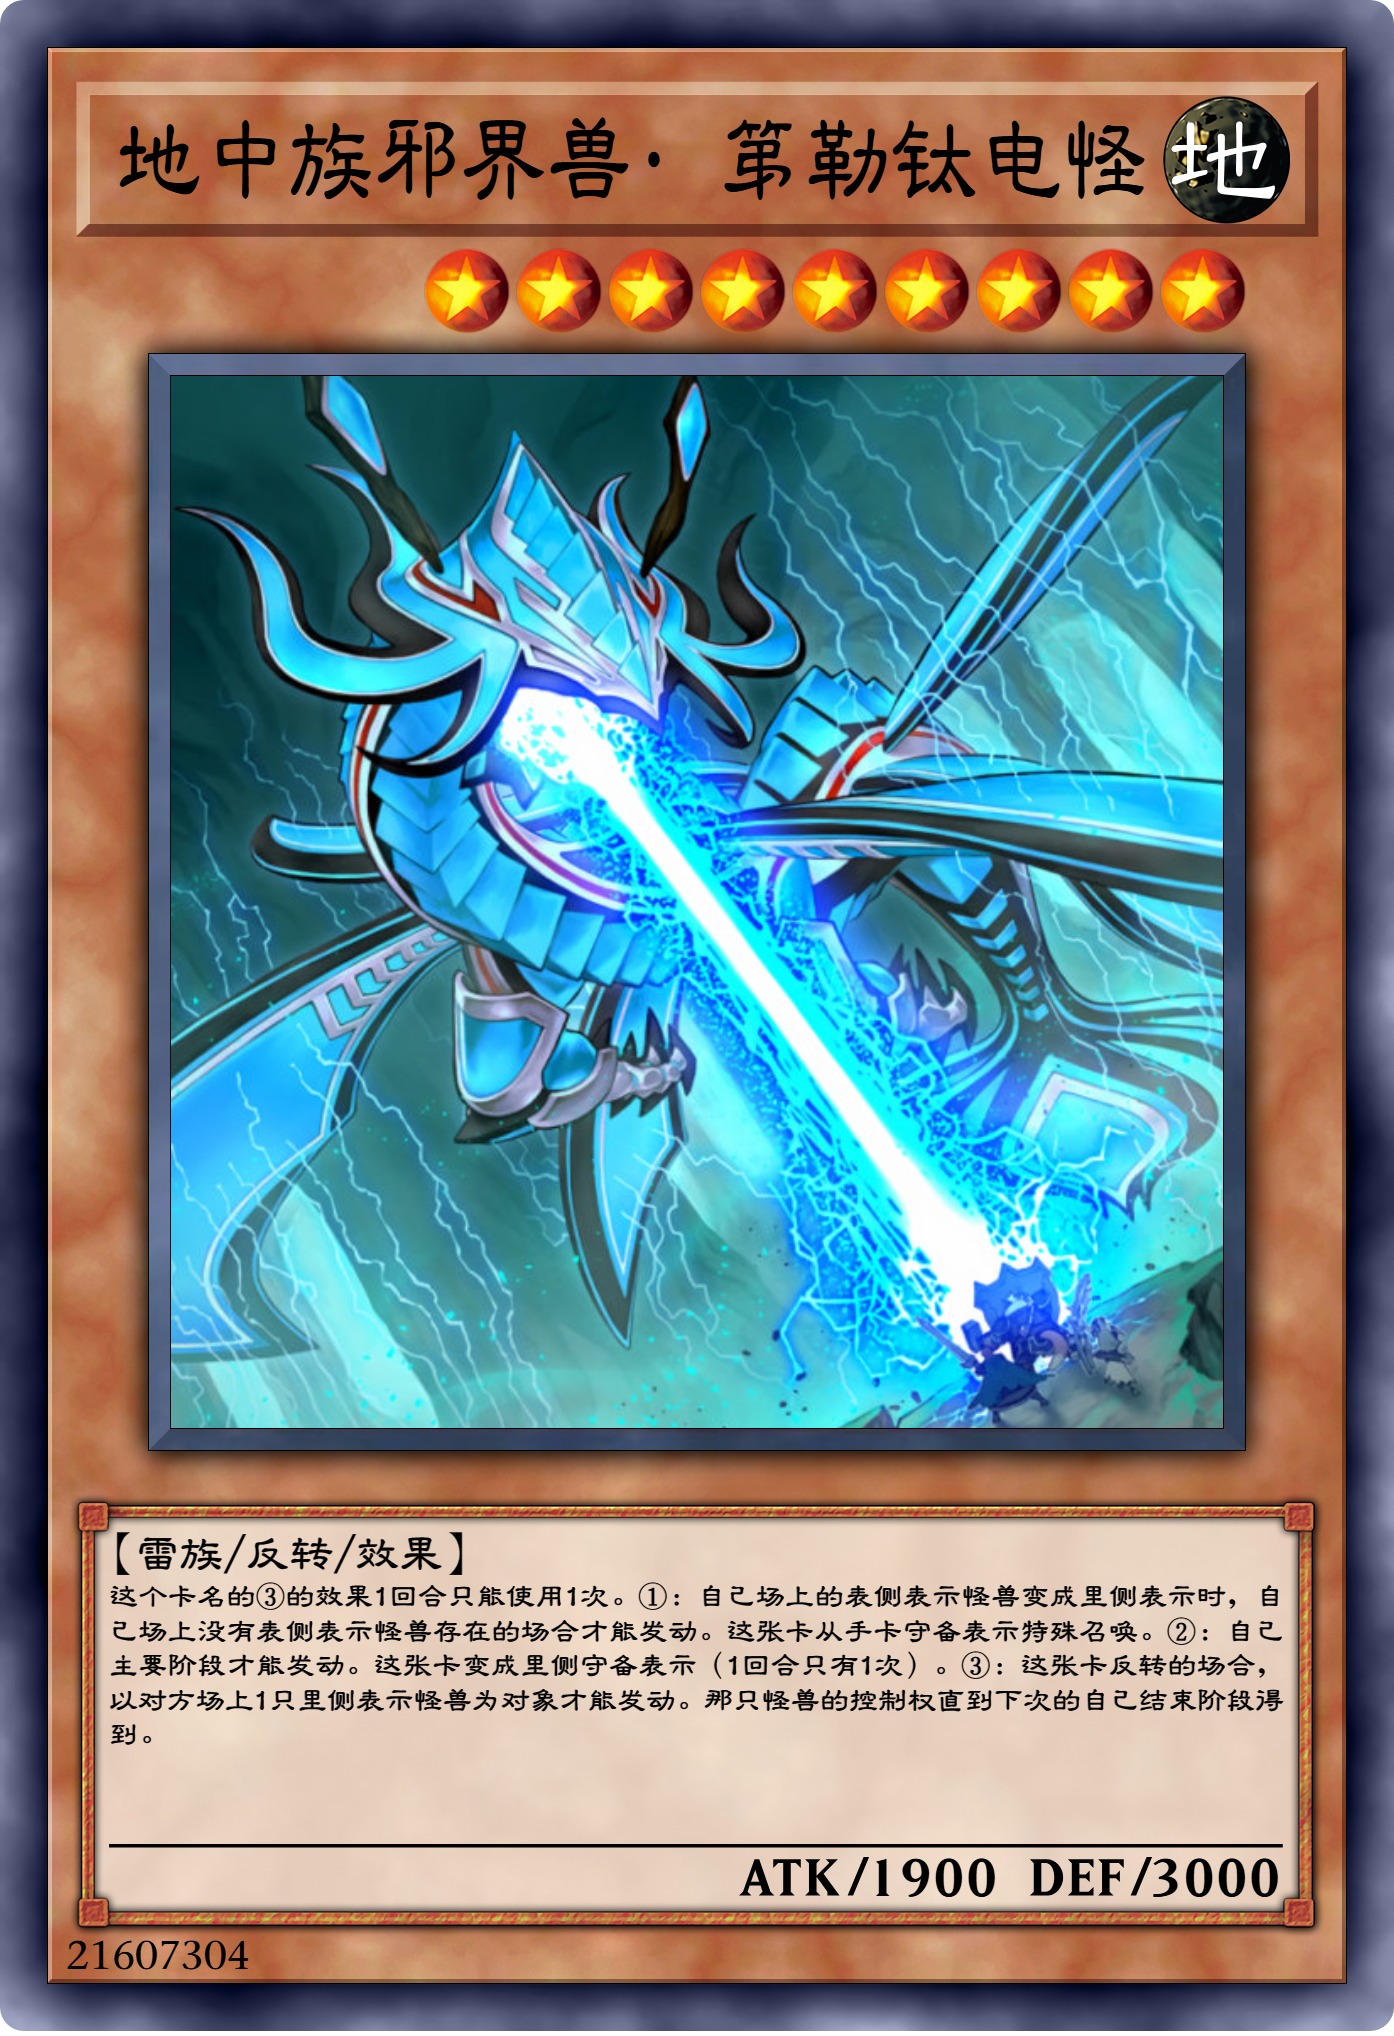 地中族邪界兽·第勒钛电怪
地
【雷族/反转/效果】
这个卡名的③的效果1回合只能使用1次。①：自己场上的表侧表示怪兽变成里侧表示时，自
己场上没有表侧表示怪兽存在的场合才能发动。这张卡从手卡守备表示特殊召唤。②：自己
主要阶段才能发动。这张卡变成里侧守备表示（1回合只有1次）。③：这张卡反转的场合，
以对方场上1只里侧表示怪兽为对象才能发动。那只怪兽的控制权直到下次的自己结束阶段得
到。
ATK/1900 DEF/3000
21607304